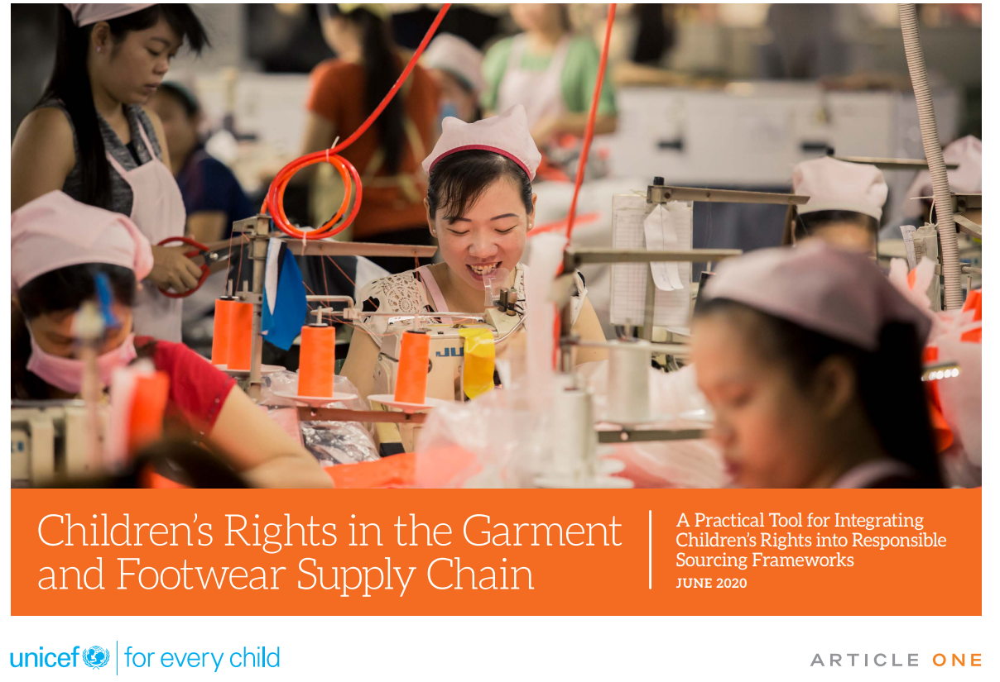 JU
Children's Rights in the Garment
and Footwear Supply Chain
A Practical Tool for Integrating
Children's Rights into Responsible
Sourcing Frameworks
JUNE 2020
unicef for every child
ARTICLE ONE